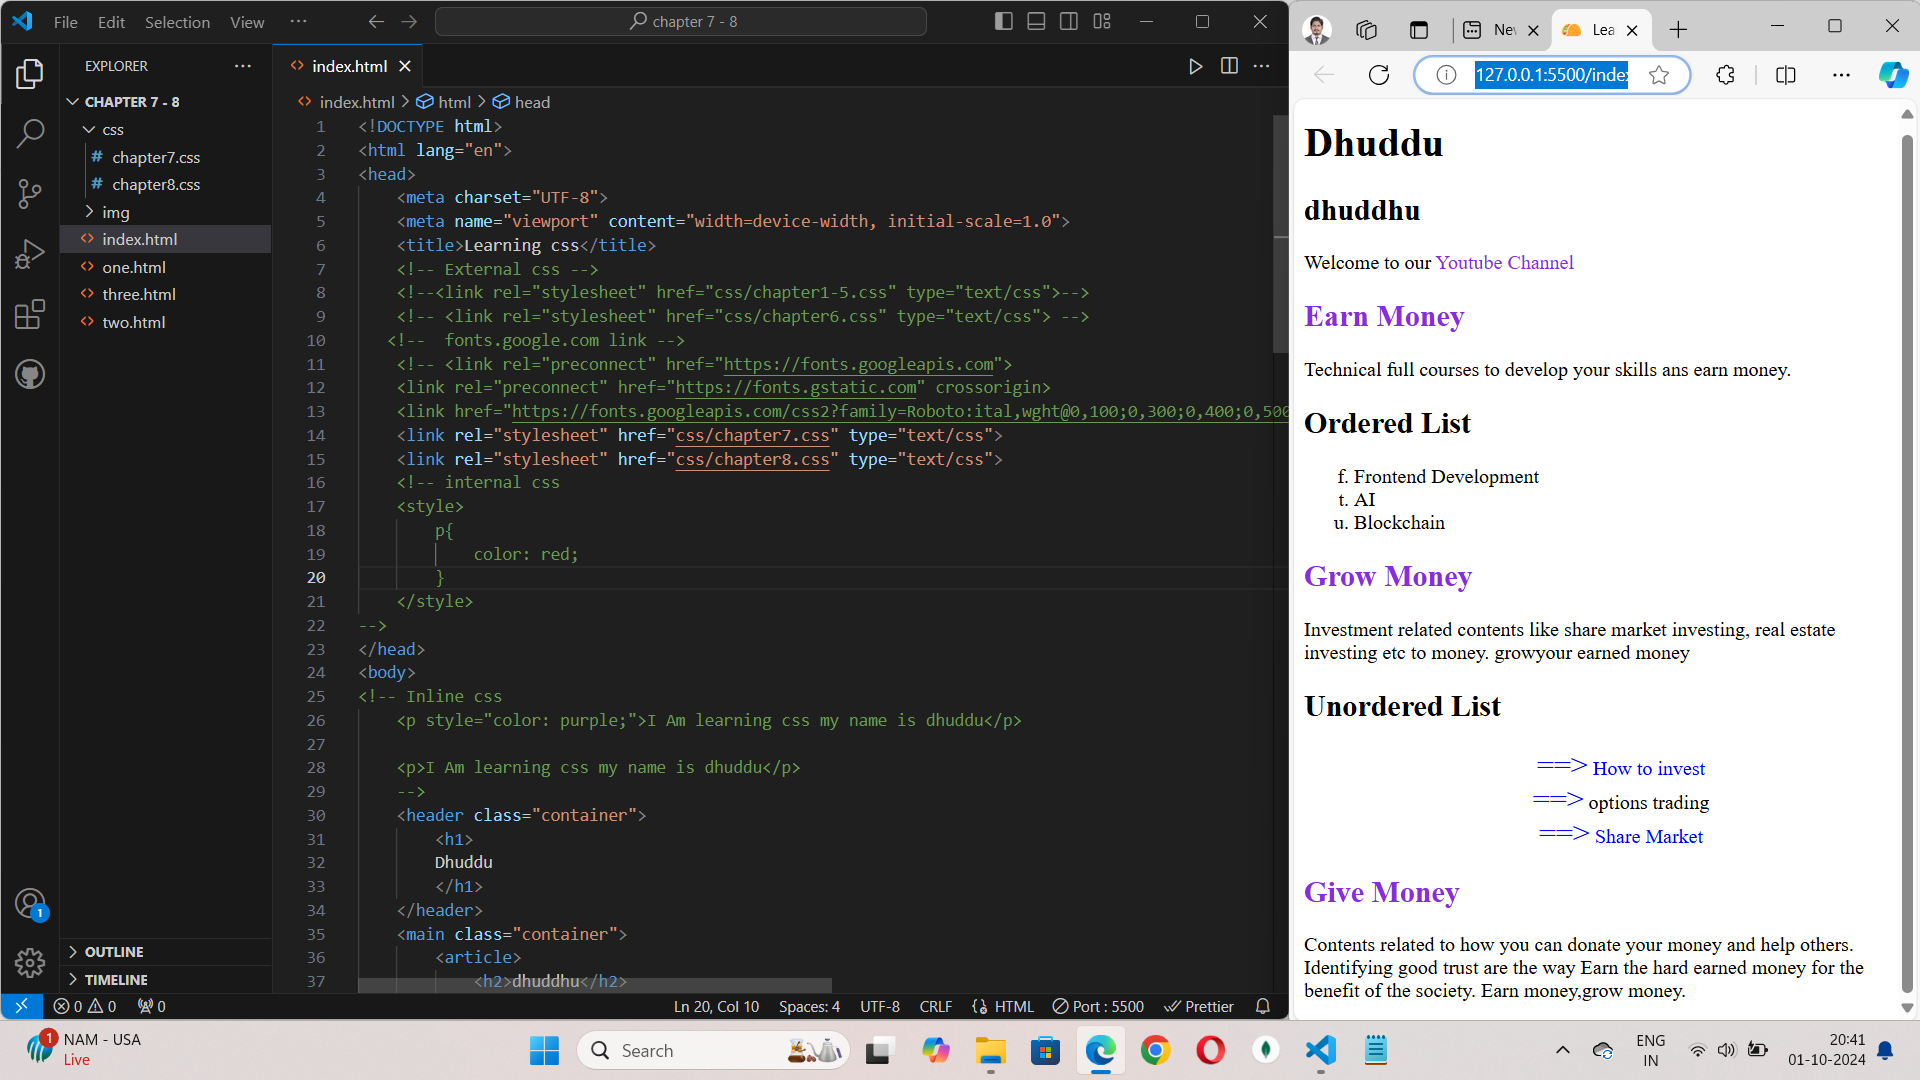 File Edit Selection View ··· chapter 7 - 8
EXPLORER ···
CHAPTER 7 - 8
css
# chapter7.css
# chapter8.css
img
<> index.html
<> one.html
<> three.html
<> two.html
OUTLINE
TIMELINE
<> index.html
<> index.html > html > head
1 <!DOCTYPE html>
2 <html lang="en">
3 <head>
4 <meta charset="UTF-8">
5 <meta name="viewport" content="width=device-width, initial-scale=1.0">
6 <title>Learning css</title>
7 <!-- External css -->
8 <!--<link rel="stylesheet" href="css/chapter1-5.css" type="text/css">-->
9 <!-- <link rel="stylesheet" href="css/chapter6.css" type="text/css"> -->
10 <!-- fonts.google.com link -->
11 <!-- <link rel="preconnect" href="https://fonts.googleapis.com">
12 <link rel="preconnect" href="https://fonts.gstatic.com" crossorigin>
13 <link href="https://fonts.googleapis.com/css2?family=Roboto:ital,wght@0,100;0,300;0,400;0,500
14 <link rel="stylesheet" href="css/chapter7.css" type="text/css">
15 <link rel="stylesheet" href="css/chapter8.css" type="text/css">
16 <!-- internal css
17 <style>
18 p{
19 color: red;
20 }
21 </style>
22 -->
23 </head>
24 <body>
25 <!-- Inline css
26 <p style="color: purple;">I Am learning css my name is dhuddu</p>
27
28 <p>I Am learning css my name is dhuddu</p>
29 -->
30 <header class="container">
31 <h1>
32 Dhuddu
33 </h1>
34 </header>
35 <main class="container">
36 <article>
37 <h2>dhuddhu</h2>
1
0 0 0 Ln 20, Col 10 Spaces: 4 UTF-8 CRLF HTML Port : 5500 Prettier
Nev Lea
127.0.0.1:5500/index
Dhuddu
dhuddhu
Welcome to our Youtube Channel
Earn Money
Technical full courses to develop your skills ans earn money.
Ordered List
f. Frontend Development
t. AI
u. Blockchain
Grow Money
Investment related contents like share market investing, real estate
investing etc to money. growyour earned money
Unordered List
==> How to invest
==> options trading
==> Share Market
Give Money
Contents related to how you can donate your money and help others.
Identifying good trust are the way Earn the hard earned money for the
benefit of the society. Earn money,grow money.
1 NAM - USA
Live
Search
ENG
IN
20:41
01-10-2024